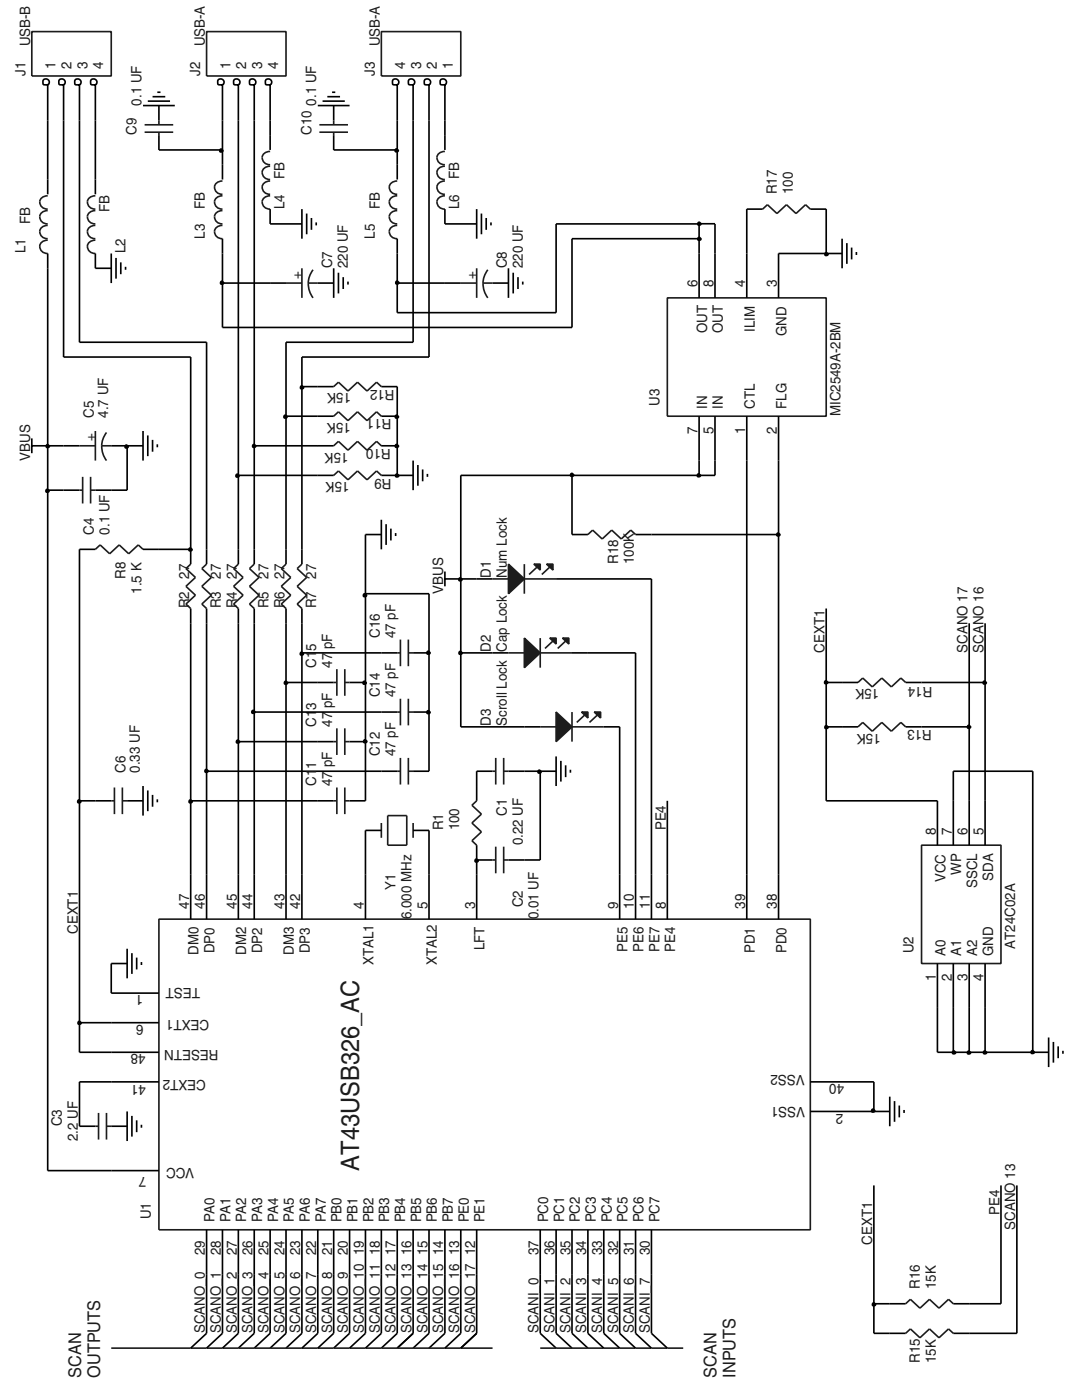 J1
USB-B
1
2
3
4
J2
USB-A
1
2
3
4
J3
USB-A
4
3
2
1
L1
FB
FB
L2
C9
0.1 UF
L3
FB
FB
L4
C10
0.1 UF
L5
FB
FB
L6
C7
220 UF
C8
220 UF
R17
100
VBUS
C5
4.7 UF
C4
0.1 UF
R8
1.5 K
R12
15K
R11
15K
R10
15K
R9
15K
U3
OUT
6
OUT
8
ILIM
4
GND
3
IN
7
IN
5
CTL
1
FLG
2
MIC2549A-2BM
R2
27
R3
27
R4
27
R5
27
R6
27
R7
27
C15
47 pF
C16
47 pF
C13
47 pF
C14
47 pF
C11
47 pF
C12
47 pF
VBUS
D1
Num Lock
D2
Cap Lock
D3
Scroll Lock
R18
100K
C6
0.33 UF
CEXT1
Y1
6.000 MHz
R1
100
C1
0.22 UF
C2
0.01 UF
PE4
CEXT1
SCANO 17
SCANO 16
R14
15K
R13
15K
U2
VCC
8
WP
7
SSCL
6
SDA
5
A0
1
A1
2
A2
3
GND
4
AT24C02A
U1
AT43USB326_AC
DM0
47
DP0
46
DM2
45
DP2
44
DM3
43
DP3
42
XTAL1
4
XTAL2
5
LFT
3
PE5
9
PE6
10
PE7
11
PE4
8
PD1
39
PD0
38
TEST
1
CEXT1
6
RESETN
48
CEXT2
41
VCC
7
C3
2.2 UF
VSS2
40
VSS1
2
SCAN
OUTPUTS
SCANO 0 29 PA0
SCANO 1 28 PA1
SCANO 2 27 PA2
SCANO 3 26 PA3
SCANO 4 25 PA4
SCANO 5 24 PA5
SCANO 6 23 PA6
SCANO 7 22 PA7
SCANO 8 21 PB0
SCANO 9 20 PB1
SCANO 10 19 PB2
SCANO 11 18 PB3
SCANO 12 17 PB4
SCANO 13 16 PB5
SCANO 14 15 PB6
SCANO 15 14 PB7
SCANO 16 13 PE0
SCANO 17 12 PE1
SCAN
INPUTS
SCANI 0 37 PC0
SCANI 1 36 PC1
SCANI 2 35 PC2
SCANI 3 34 PC3
SCANI 4 33 PC4
SCANI 5 32 PC5
SCANI 6 31 PC6
SCANI 7 30 PC7
CEXT1
PE4
SCANO 13
R16
15K
R15
15K